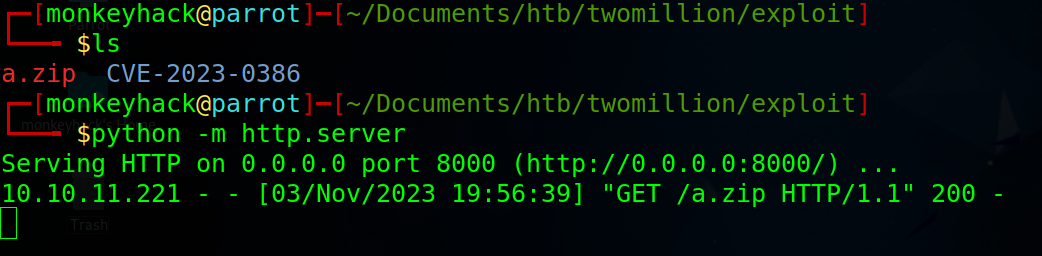 ┌─[monkeyhack@parrot]─[~/Documents/htb/twomillion/exploit]
└──╼ $ls
a.zip  CVE-2023-0386
┌─[monkeyhack@parrot]─[~/Documents/htb/twomillion/exploit]
└──╼ $python -m http.server
Serving HTTP on 0.0.0.0 port 8000 (http://0.0.0.0:8000/) ...
10.10.11.221 - - [03/Nov/2023 19:56:39] "GET /a.zip HTTP/1.1" 200 -
Trash